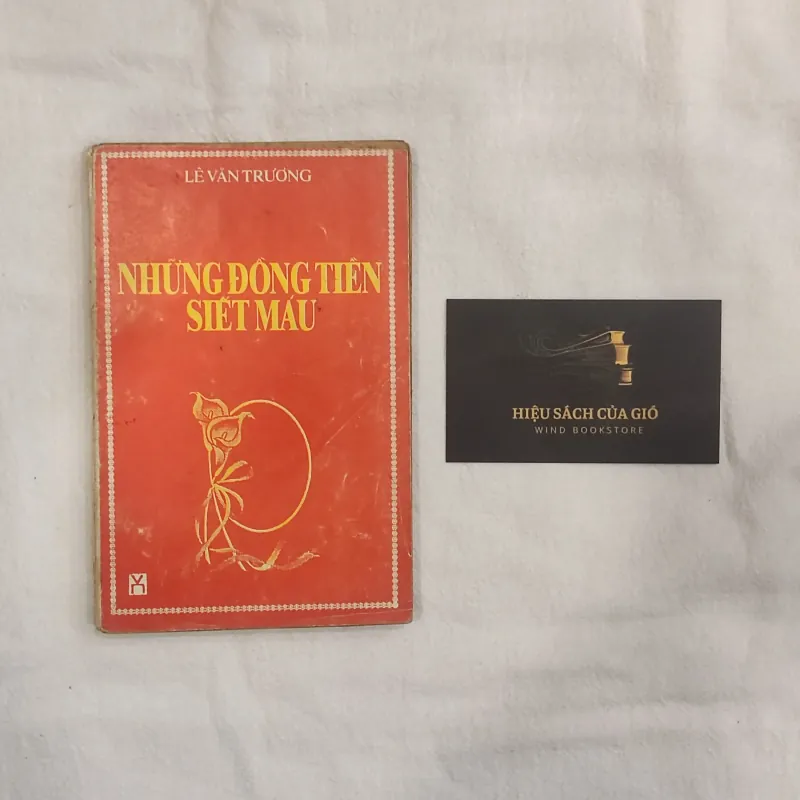 LÊ VĂN TRƯƠNG
NHỮNG ĐỒNG TIỀN
SIẾT MÁU
HIỆU SÁCH CỦA GIÓ
WIND BOOKSTORE